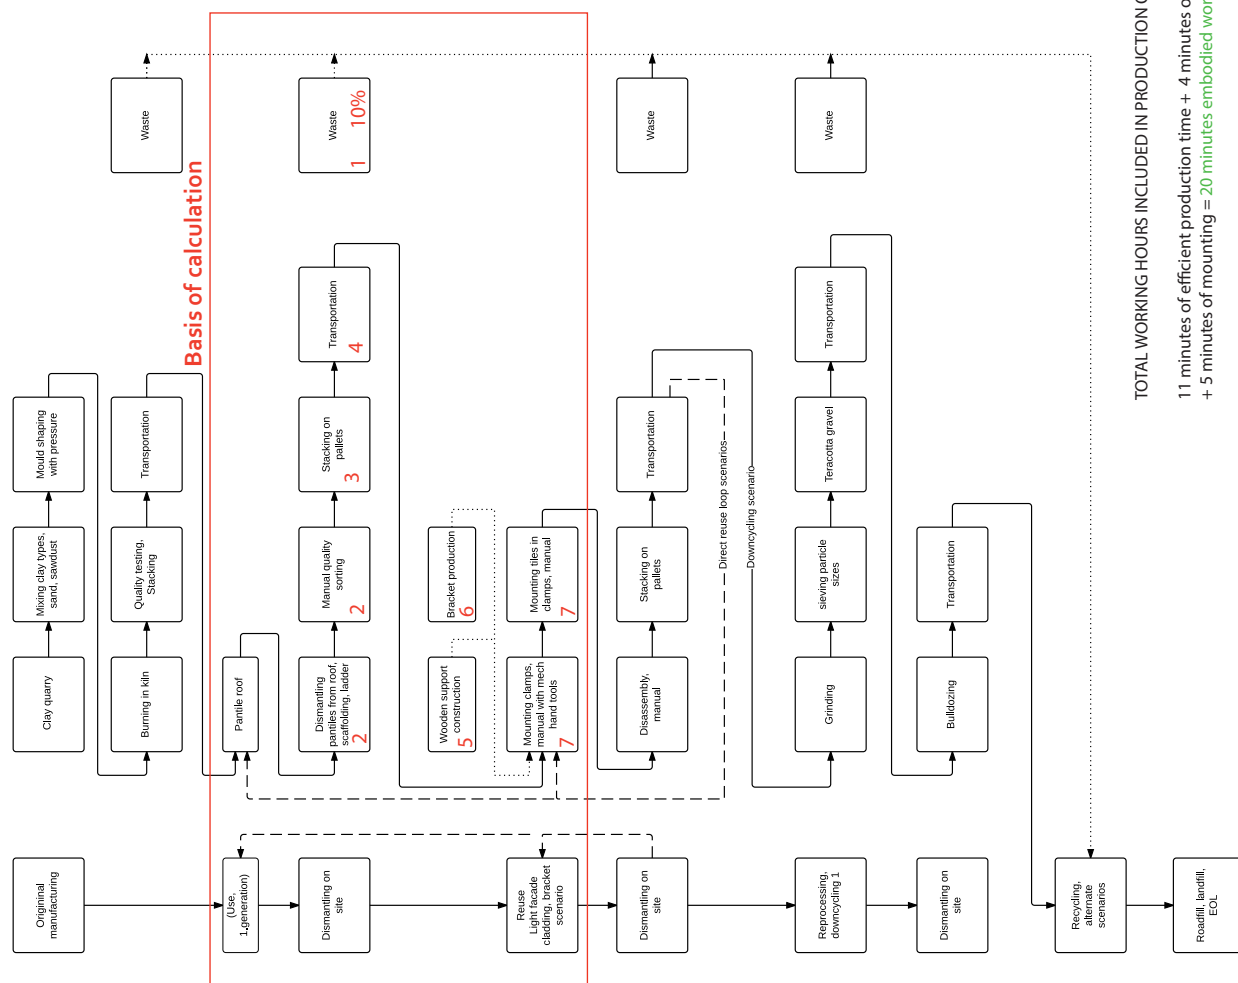 Origininal
manufacturing
Clay quarry
Mixing clay types,
sand, sawdust
Mould shaping
with pressure
Burning in kiln
Quality testing,
Stacking
Transportation
Waste
Basis of calculation
(Use,
1,generation)
Pantile roof
Dismantling on
site
Dismantling
pantiles from roof,
scaffolding, ladder
2
Manual quality
sorting
2
Stacking on
pallets
3
Transportation
4
Waste
1 10%
Wooden support
construction
5
Bracket production
6
Reuse
Light facade
cladding, bracket
scenario
Mounting clamps,
manual with mech
hand tools
7
Mounting tiles in
clamps, manual
7
Dismantling on
site
Disassembly,
manual
Stacking on
pallets
Transportation
Waste
Direct reuse loop scenarios
Downcycling scenario
Reprocessing,
downcycling 1
Grinding
sieving particle
sizes
Teracotta gravel
Transportation
Waste
Dismantling on
site
Bulldozing
Transportation
Recycling,
alternate
scenarios
Roadfill, landfill,
EOL
TOTAL WORKING HOURS INCLUDED IN PRODUCTION
11 minutes of efficient production time + 4 minutes
+ 5 minutes of mounting = 20 minutes embodied